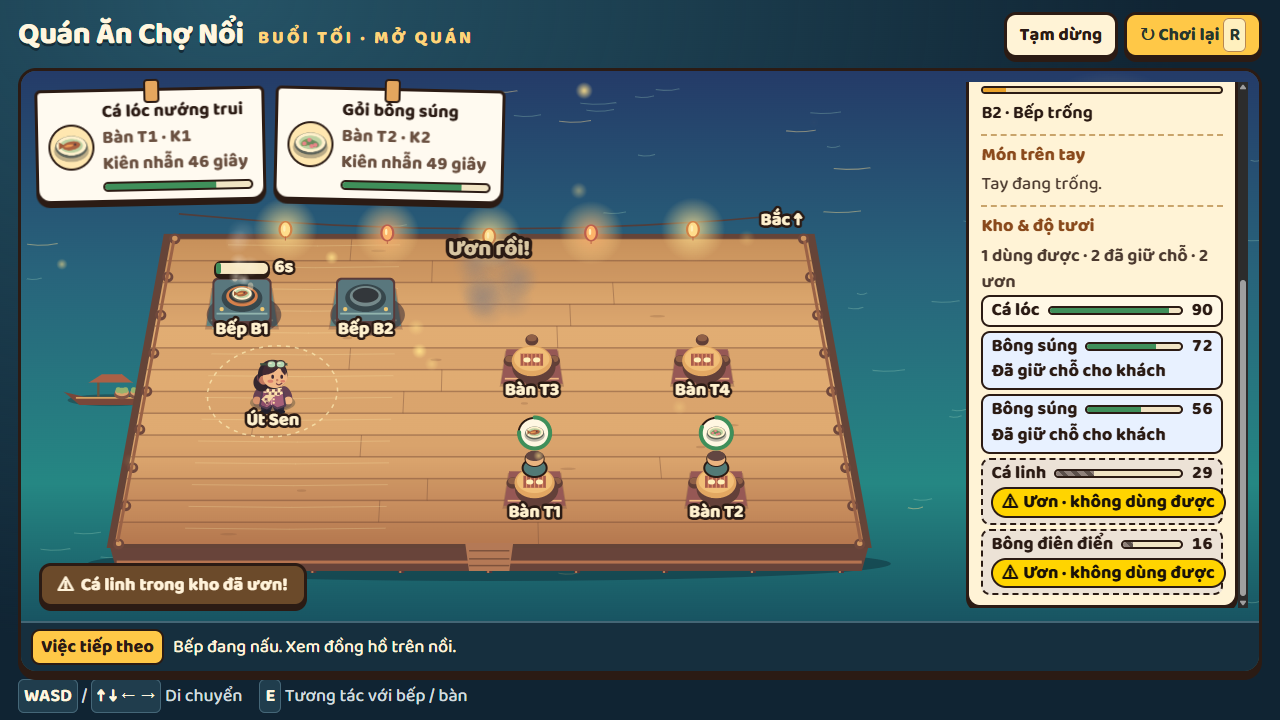 Quán Ăn Chợ Nổi
BUỔI TỐI · MỞ QUÁN
Tạm dừng
↻ Chơi lại R
Cá lóc nướng trui
Bàn T1 · K1
Kiên nhẫn 46 giây
Gỏi bông súng
Bàn T2 · K2
Kiên nhẫn 49 giây
Bắc ↑
Ươn rồi!
6s
Bếp B1
Bếp B2
Bàn T3
Bàn T4
Út Sen
Bàn T1
Bàn T2
⚠ Cá linh trong kho đã ươn!
B2 · Bếp trống
Món trên tay
Tay đang trống.
Kho & độ tươi
1 dùng được · 2 đã giữ chỗ · 2
ươn
Cá lóc 90
Bông súng 72
Đã giữ chỗ cho khách
Bông súng 56
Đã giữ chỗ cho khách
Cá linh 29
⚠ Ươn · không dùng được
Bông điên điển 16
⚠ Ươn · không dùng được
Việc tiếp theo Bếp đang nấu. Xem đồng hồ trên nồi.
WASD / ↑↓← → Di chuyển E Tương tác với bếp / bàn